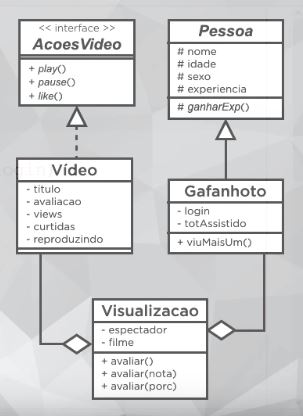 << interface >>
AcoesVideo
+ play()
+ pause()
+ like()
Pessoa
# nome
# idade
# sexo
# experiencia
# ganharExp()
Vídeo
- titulo
- avaliacao
- views
- curtidas
- reproduzindo
Gafanhoto
- login
- totAssistido
+ viuMaisUm()
Visualizacao
- espectador
- filme
+ avaliar()
+ avaliar(nota)
+ avaliar(porc)